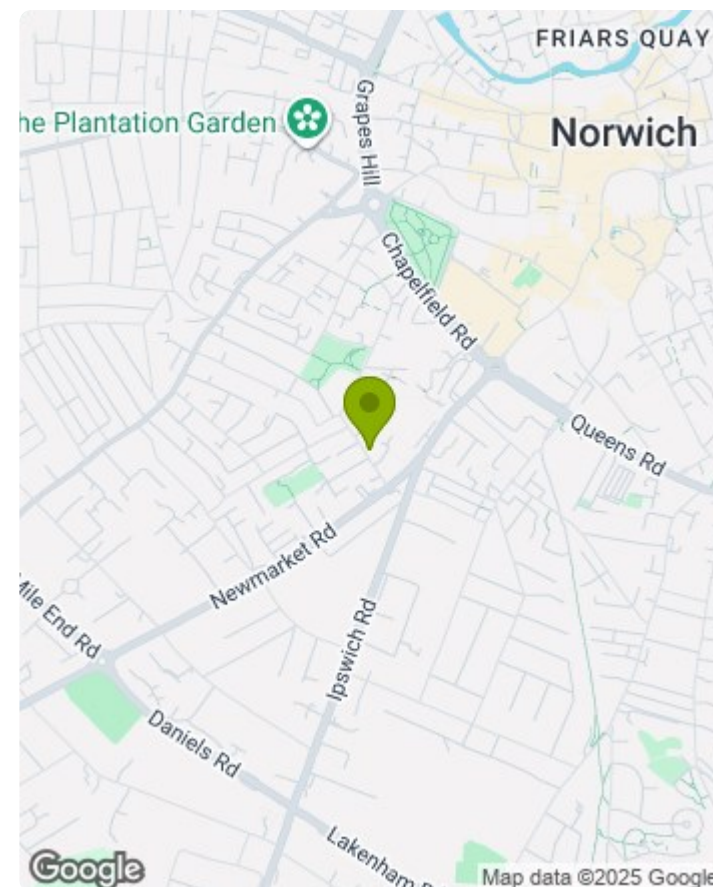 FRIARS QUAY
he Plantation Garden
Grapes Hill
Norwich
Chapelfield Rd
Queens Rd
Newmarket Rd
Mile End Rd
Ipswich Rd
Daniels Rd
Lakenham
Google
Map data ©2025 Google